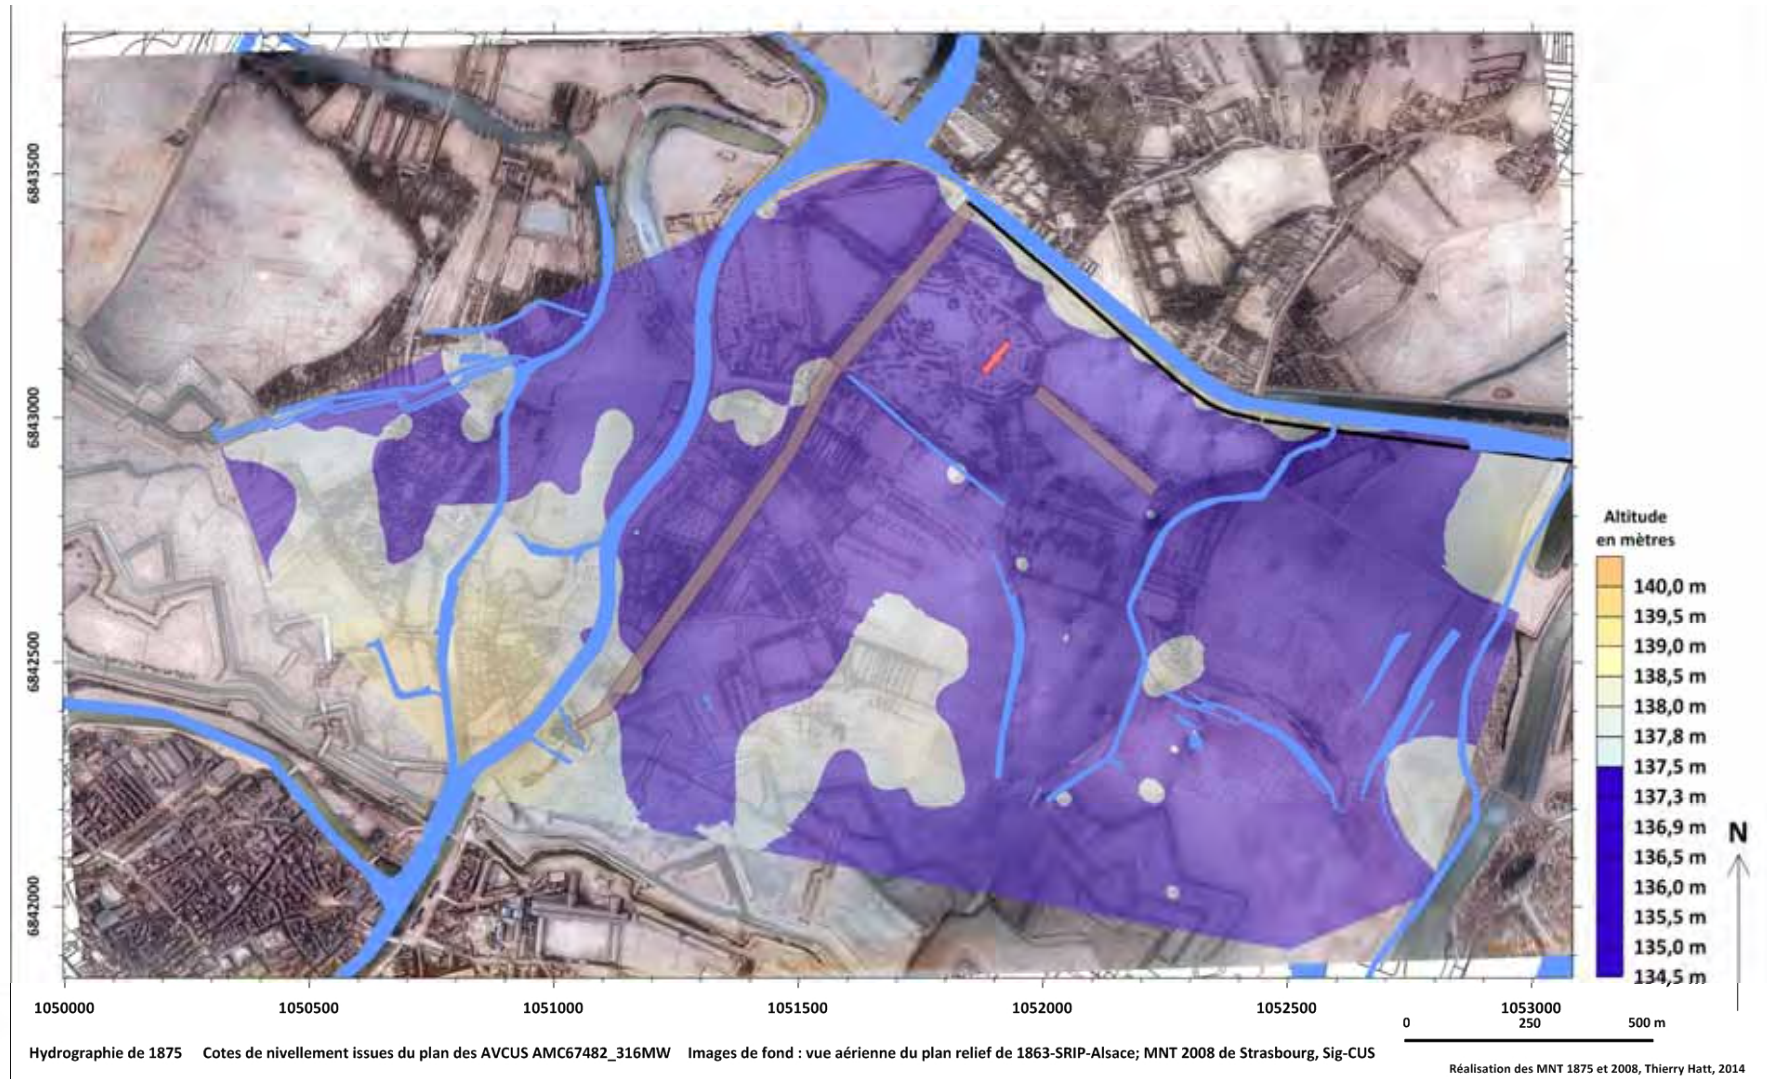 6843500
6843000
6842500
6842000
Altitude
en mètres
140,0 m
139,5 m
139,0 m
138,5 m
138,0 m
137,8 m
137,5 m
137,3 m
136,9 m
136,5 m
136,0 m
135,5 m
135,0 m
134,5 m
N
1050000 1050500 1051000 1051500 1052000 1052500 1053000
0 250 500 m
Hydrographie de 1875 Cotes de nivellement issues du plan des AVCUS AMC67482_316MW Images de fond : vue aérienne du plan relief de 1863-SRIP-Alsace; MNT 2008 de Strasbourg, Sig-CUS
Réalisation des MNT 1875 et 2008, Thierry Hatt, 2014